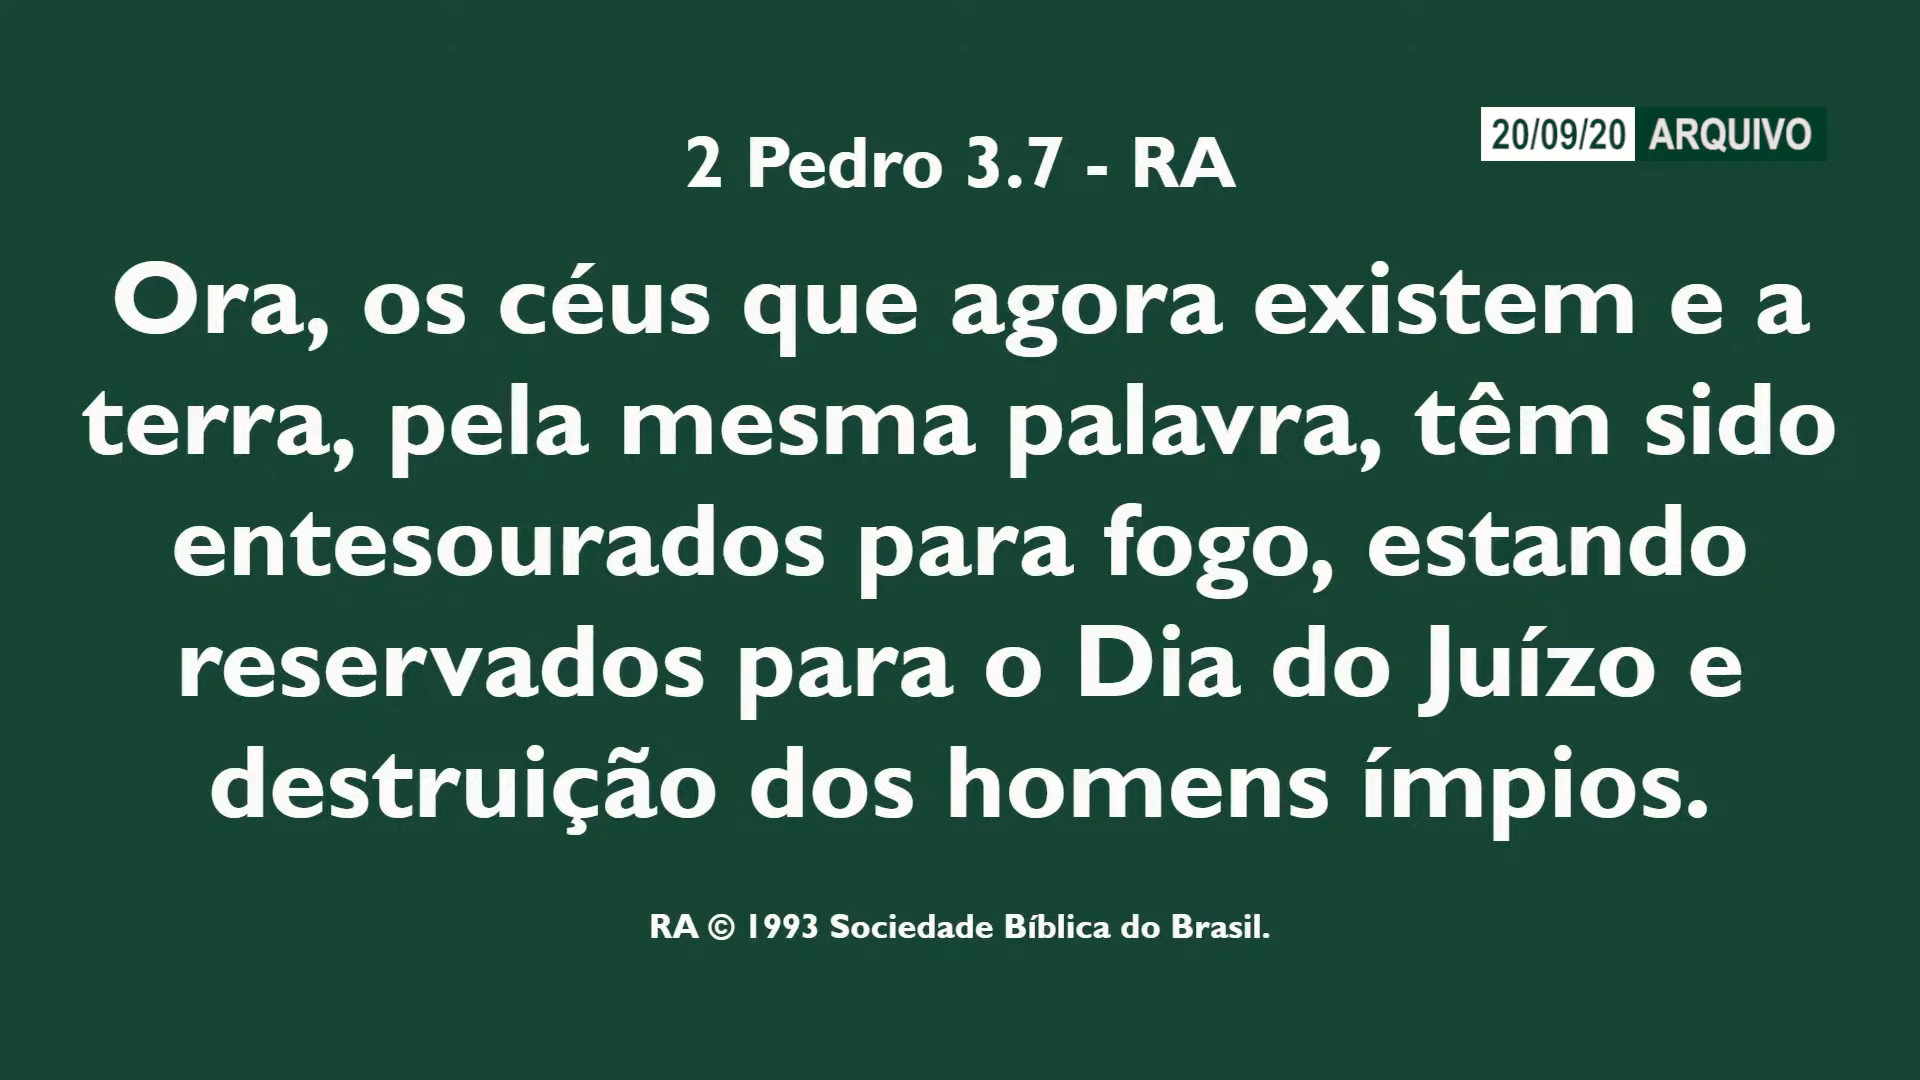 20/09/20 ARQUIVO
2 Pedro 3.7 - RA
Ora, os céus que agora existem e a
terra, pela mesma palavra, têm sido
entesourados para fogo, estando
reservados para o Dia do Juízo e
destruição dos homens ímpios.
RA © 1993 Sociedade Bíblica do Brasil.